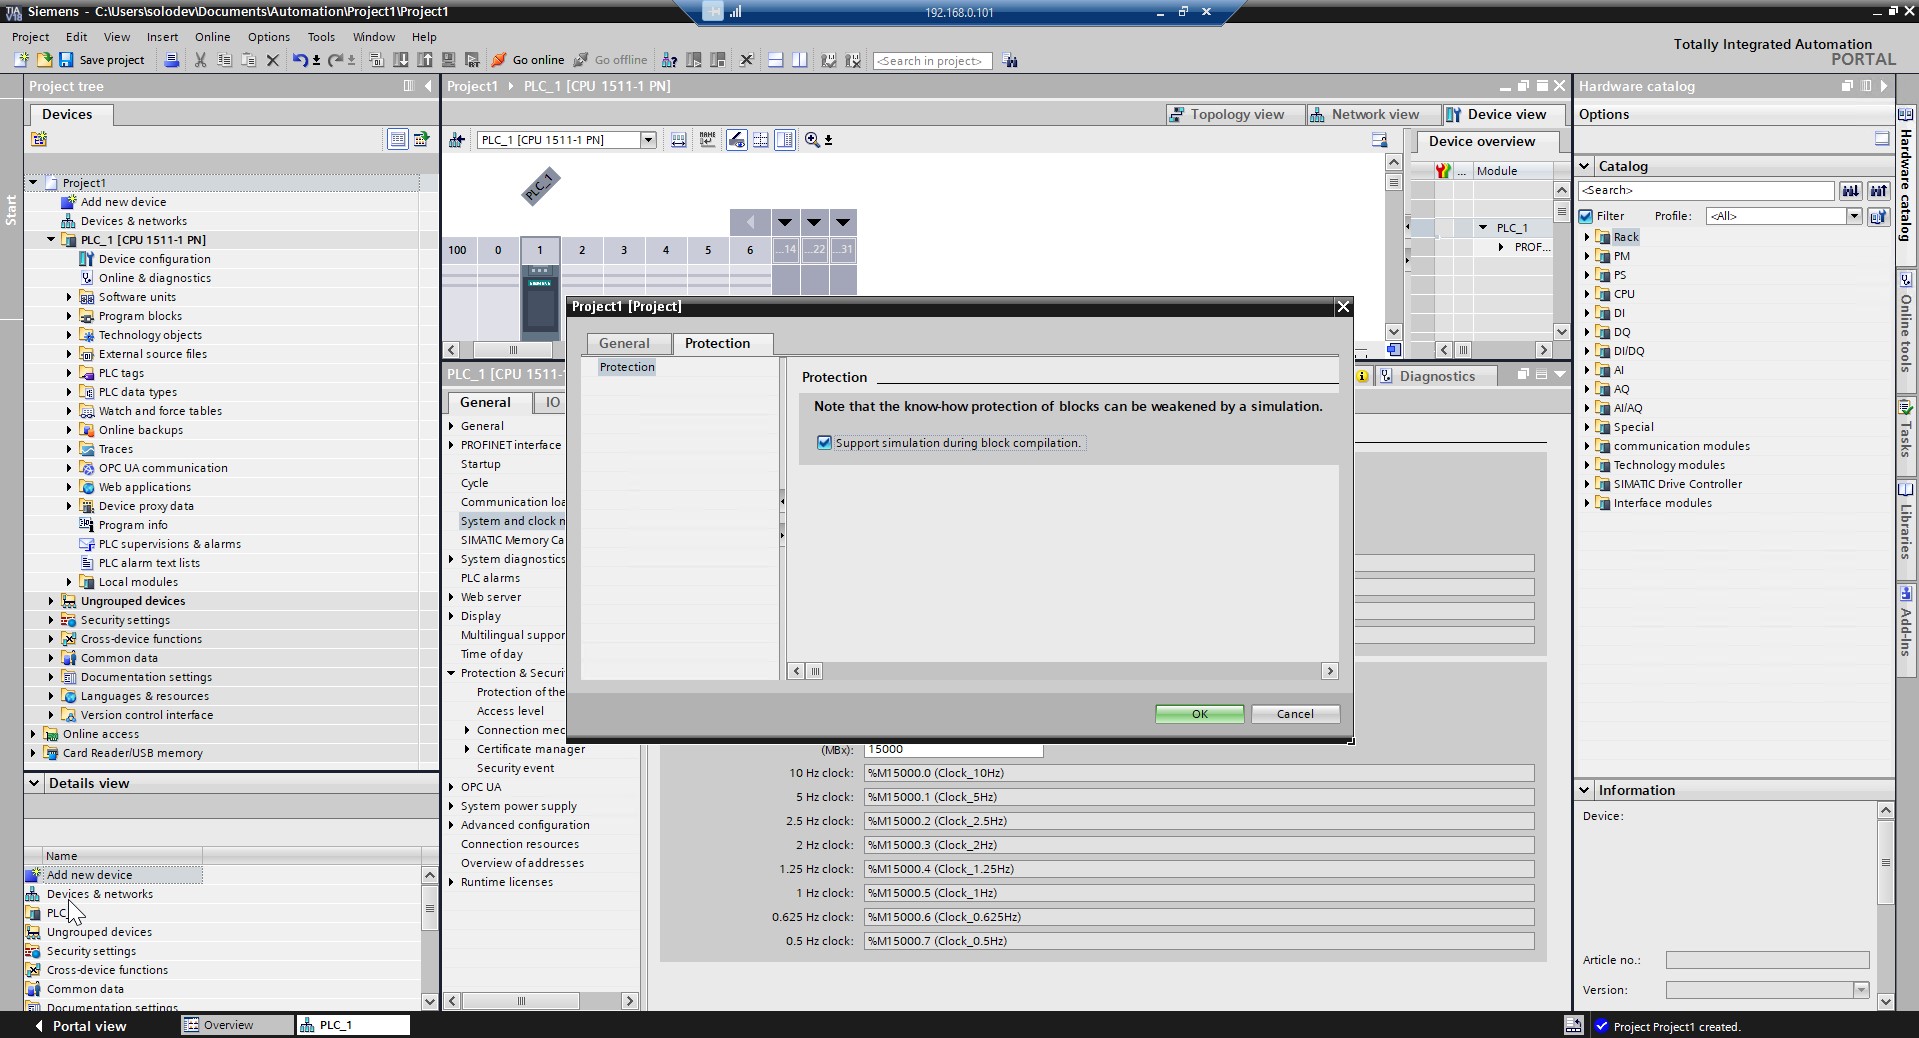 Siemens - C:\Users\solodev\Documents\Automation\Project1\Project1
192.168.0.101
Project Edit View Insert Online Options Tools Window Help
Totally Integrated Automation
PORTAL
Save project
Go online
Go offline
<Search in project>
Project tree
Devices
Start
Project1
Add new device
Devices & networks
PLC_1 [CPU 1511-1 PN]
Device configuration
Online & diagnostics
Software units
Program blocks
Technology objects
External source files
PLC tags
PLC data types
Watch and force tables
Online backups
Traces
OPC UA communication
Web applications
Device proxy data
Program info
PLC supervisions & alarms
PLC alarm text lists
Local modules
Ungrouped devices
Security settings
Cross-device functions
Common data
Documentation settings
Languages & resources
Version control interface
Online access
Card Reader/USB memory
Details view
Name
Add new device
Devices & networks
PLC
Ungrouped devices
Security settings
Cross-device functions
Common data
Documentation settings
Project1 PLC_1 [CPU 1511-1 PN]
Topology view
Network view
Device view
PLC_1 [CPU 1511-1 PN]
Device overview
... Module
PLC_1
PROF...
PLC_1
100 0 1 2 3 4 5 6 ...14 ...22 ...31
SIEMENS
PLC_1 [CPU 1511-
Diagnostics
General
IO
General
PROFINET interface
Startup
Cycle
Communication loa
System and clock m
SIMATIC Memory Ca
System diagnostics
PLC alarms
Web server
Display
Multilingual suppor
Time of day
Protection & Securi
Protection of the
Access level
Connection mec
Certificate manager
Security event
OPC UA
System power supply
Advanced configuration
Connection resources
Overview of addresses
Runtime licenses
Project1 [Project]
General
Protection
Protection
Protection
Note that the know-how protection of blocks can be weakened by a simulation.
Support simulation during block compilation.
OK
Cancel
(MBx): 15000
10 Hz clock: %M15000.0 (Clock_10Hz)
5 Hz clock: %M15000.1 (Clock_5Hz)
2.5 Hz clock: %M15000.2 (Clock_2.5Hz)
2 Hz clock: %M15000.3 (Clock_2Hz)
1.25 Hz clock: %M15000.4 (Clock_1.25Hz)
1 Hz clock: %M15000.5 (Clock_1Hz)
0.625 Hz clock: %M15000.6 (Clock_0.625Hz)
0.5 Hz clock: %M15000.7 (Clock_0.5Hz)
Hardware catalog
Options
Catalog
<Search>
Filter
Profile: <All>
Rack
PM
PS
CPU
DI
DQ
DI/DQ
AI
AQ
AI/AQ
Special
communication modules
Technology modules
SIMATIC Drive Controller
Interface modules
Information
Device:
Article no.:
Version:
Hardware catalog
Online tools
Tasks
Libraries
Add-Ins
Portal view
Overview
PLC_1
Project Project1 created.